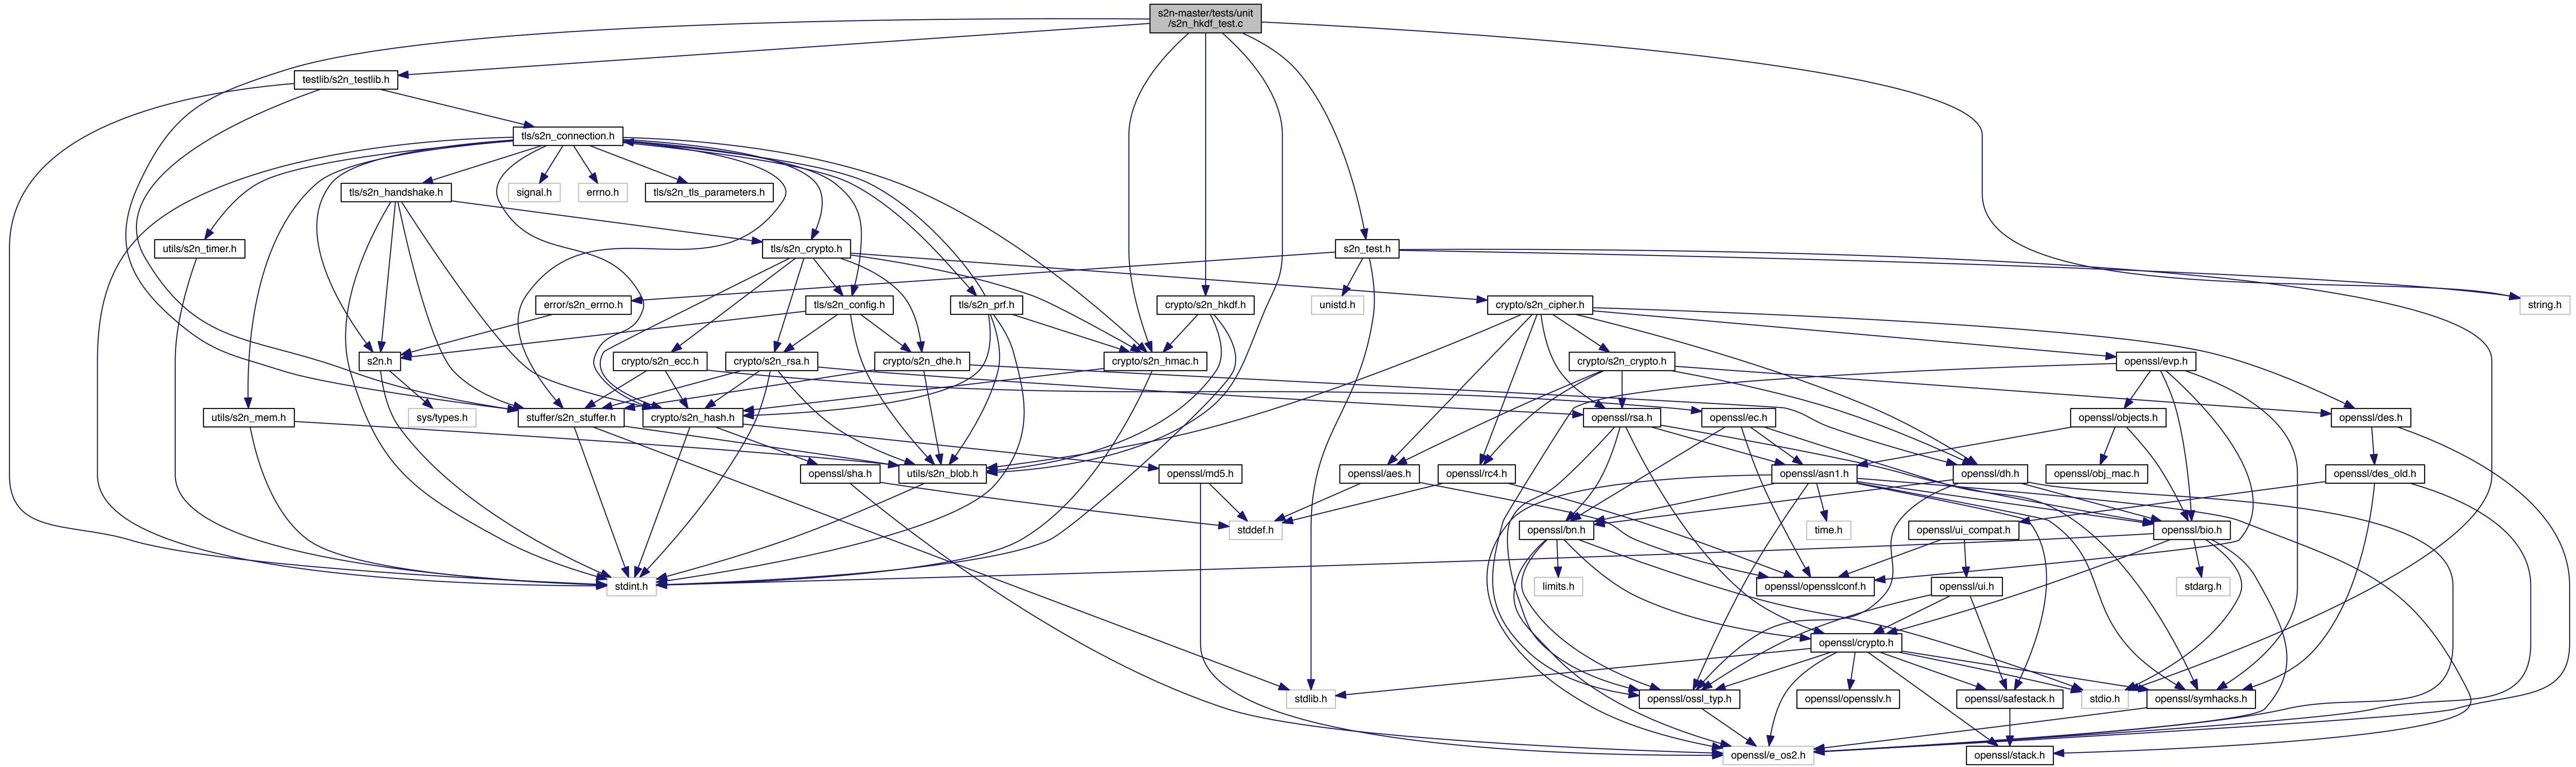 s2n-master/tests/unit
/s2n_hkdf_test.c
testlib/s2n_testlib.h
tls/s2n_connection.h
tls/s2n_handshake.h
signal.h
errno.h
tls/s2n_tls_parameters.h
utils/s2n_timer.h
tls/s2n_crypto.h
s2n_test.h
error/s2n_errno.h
tls/s2n_config.h
tls/s2n_prf.h
crypto/s2n_hkdf.h
unistd.h
crypto/s2n_cipher.h
string.h
s2n.h
crypto/s2n_ecc.h
crypto/s2n_rsa.h
crypto/s2n_dhe.h
crypto/s2n_hmac.h
crypto/s2n_crypto.h
openssl/evp.h
utils/s2n_mem.h
sys/types.h
stuffer/s2n_stuffer.h
crypto/s2n_hash.h
openssl/rsa.h
openssl/ec.h
openssl/objects.h
openssl/des.h
openssl/sha.h
utils/s2n_blob.h
openssl/md5.h
openssl/aes.h
openssl/rc4.h
openssl/asn1.h
openssl/dh.h
openssl/obj_mac.h
openssl/des_old.h
stddef.h
openssl/bn.h
time.h
openssl/ui_compat.h
openssl/bio.h
stdint.h
limits.h
openssl/opensslconf.h
openssl/ui.h
stdarg.h
openssl/crypto.h
stdlib.h
openssl/ossl_typ.h
openssl/opensslv.h
openssl/safestack.h
stdio.h
openssl/symhacks.h
openssl/e_os2.h
openssl/stack.h